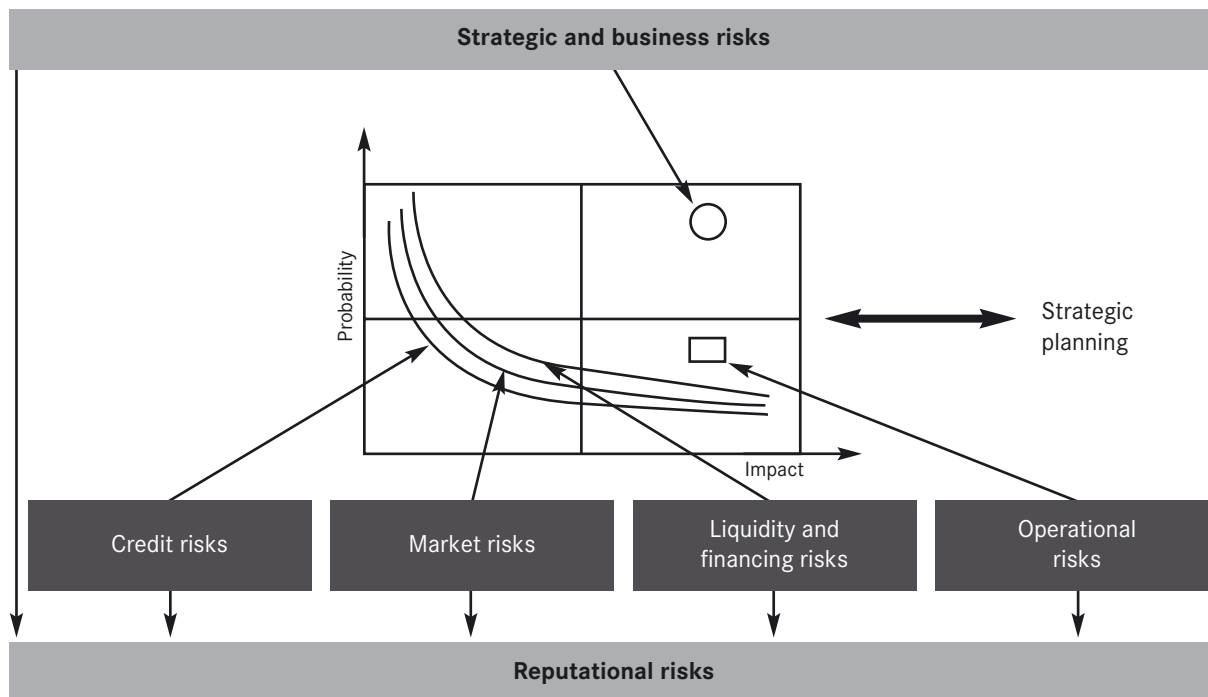 Strategic and business risks
Probability
Strategic
planning
Impact
Credit risks
Market risks
Liquidity and
financing risks
Operational
risks
Reputational risks